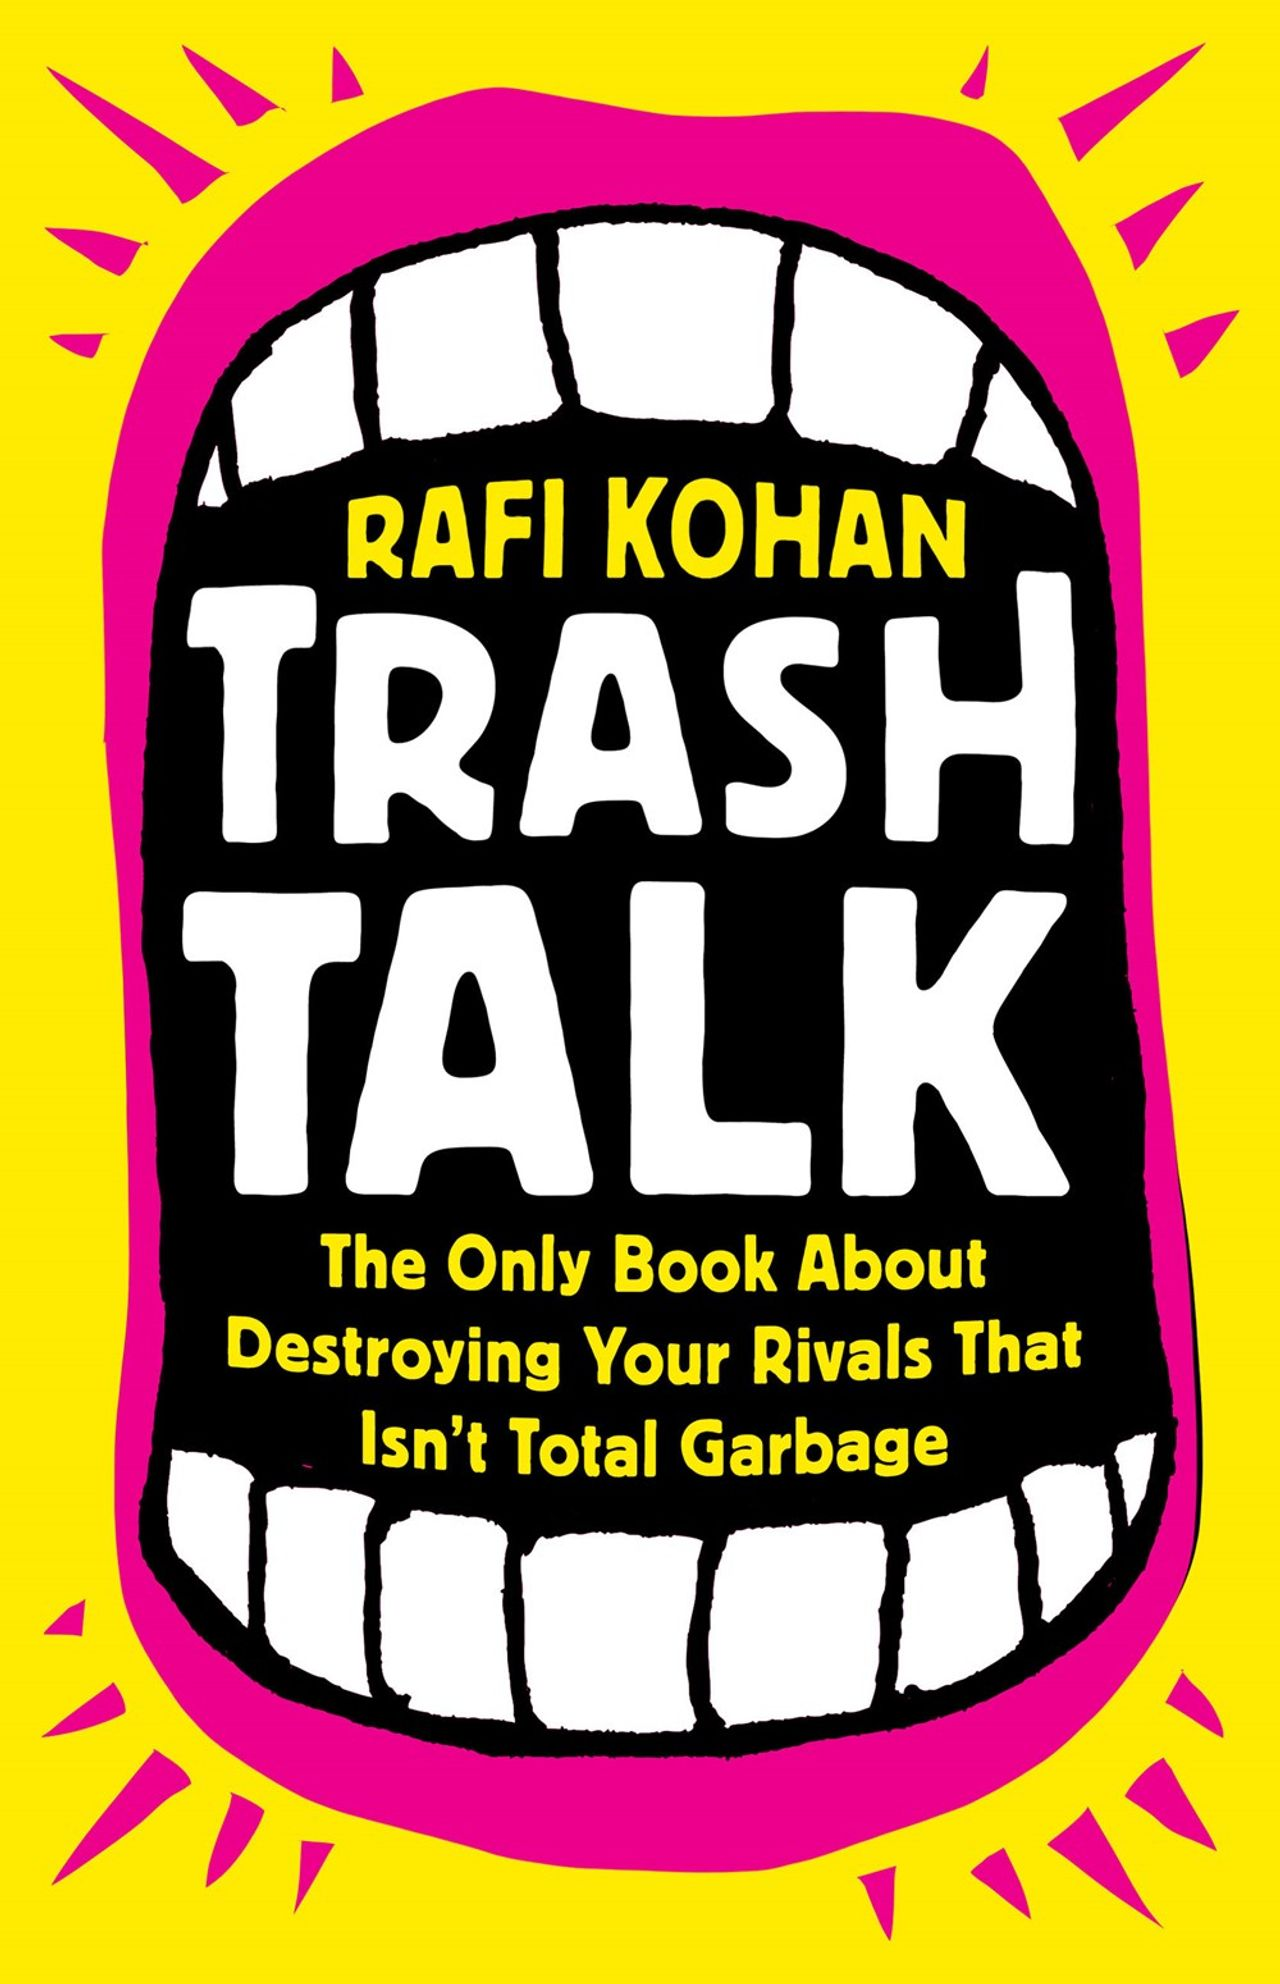 RAFI KOHAN
TRASH
TALK
The Only Book About
Destroying Your Rivals That
Isn't Total Garbage